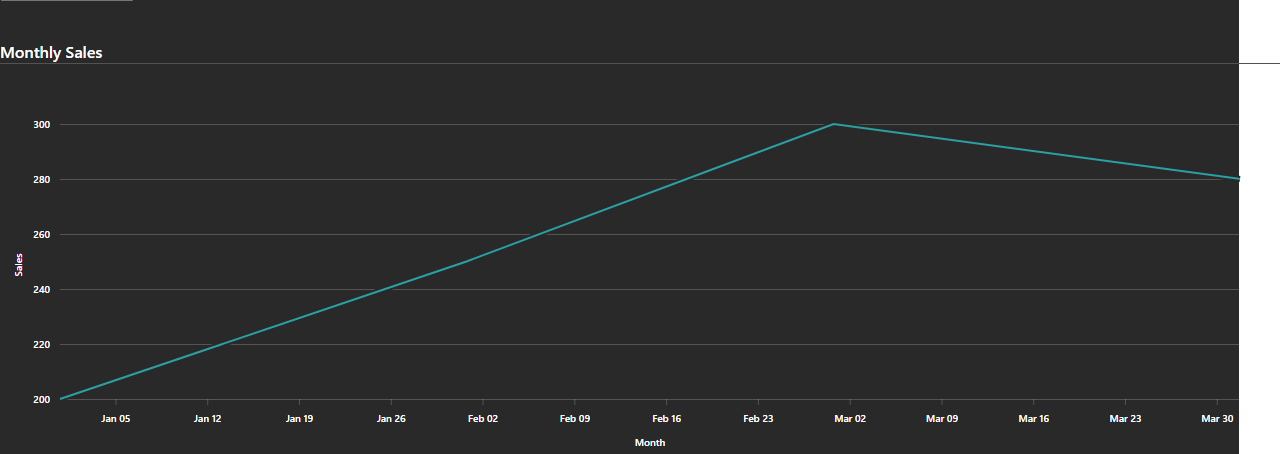 Monthly Sales
300
280
260
240
220
200
Sales
Jan 05 Jan 12 Jan 19 Jan 26 Feb 02 Feb 09 Feb 16 Feb 23 Mar 02 Mar 09 Mar 16 Mar 23 Mar 30
Month